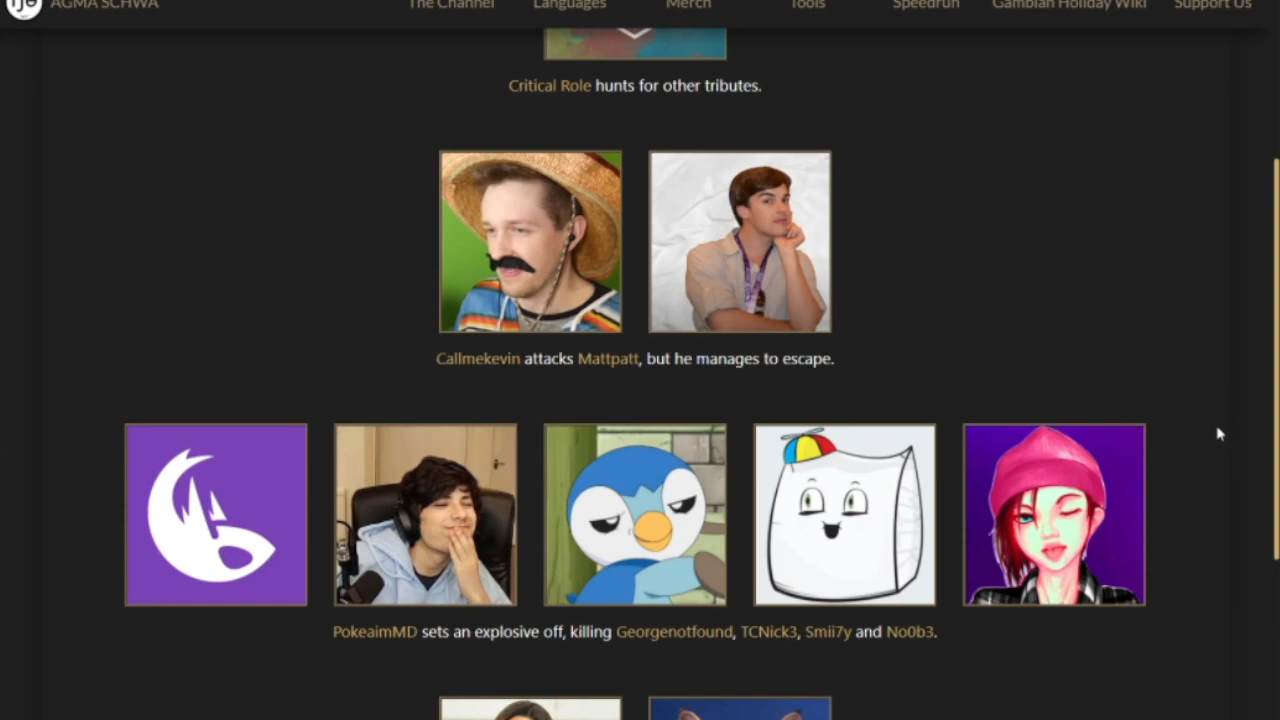 AGMA SCHWA
The Channel Languages Merch Tools Speedrun Gambian Holiday Wiki Support Us
Critical Role hunts for other tributes.
Callmekevin attacks Mattpatt, but he manages to escape.
PokeaimMD sets an explosive off, killing Georgenotfound, TCNick3, Smii7y and No0b3.